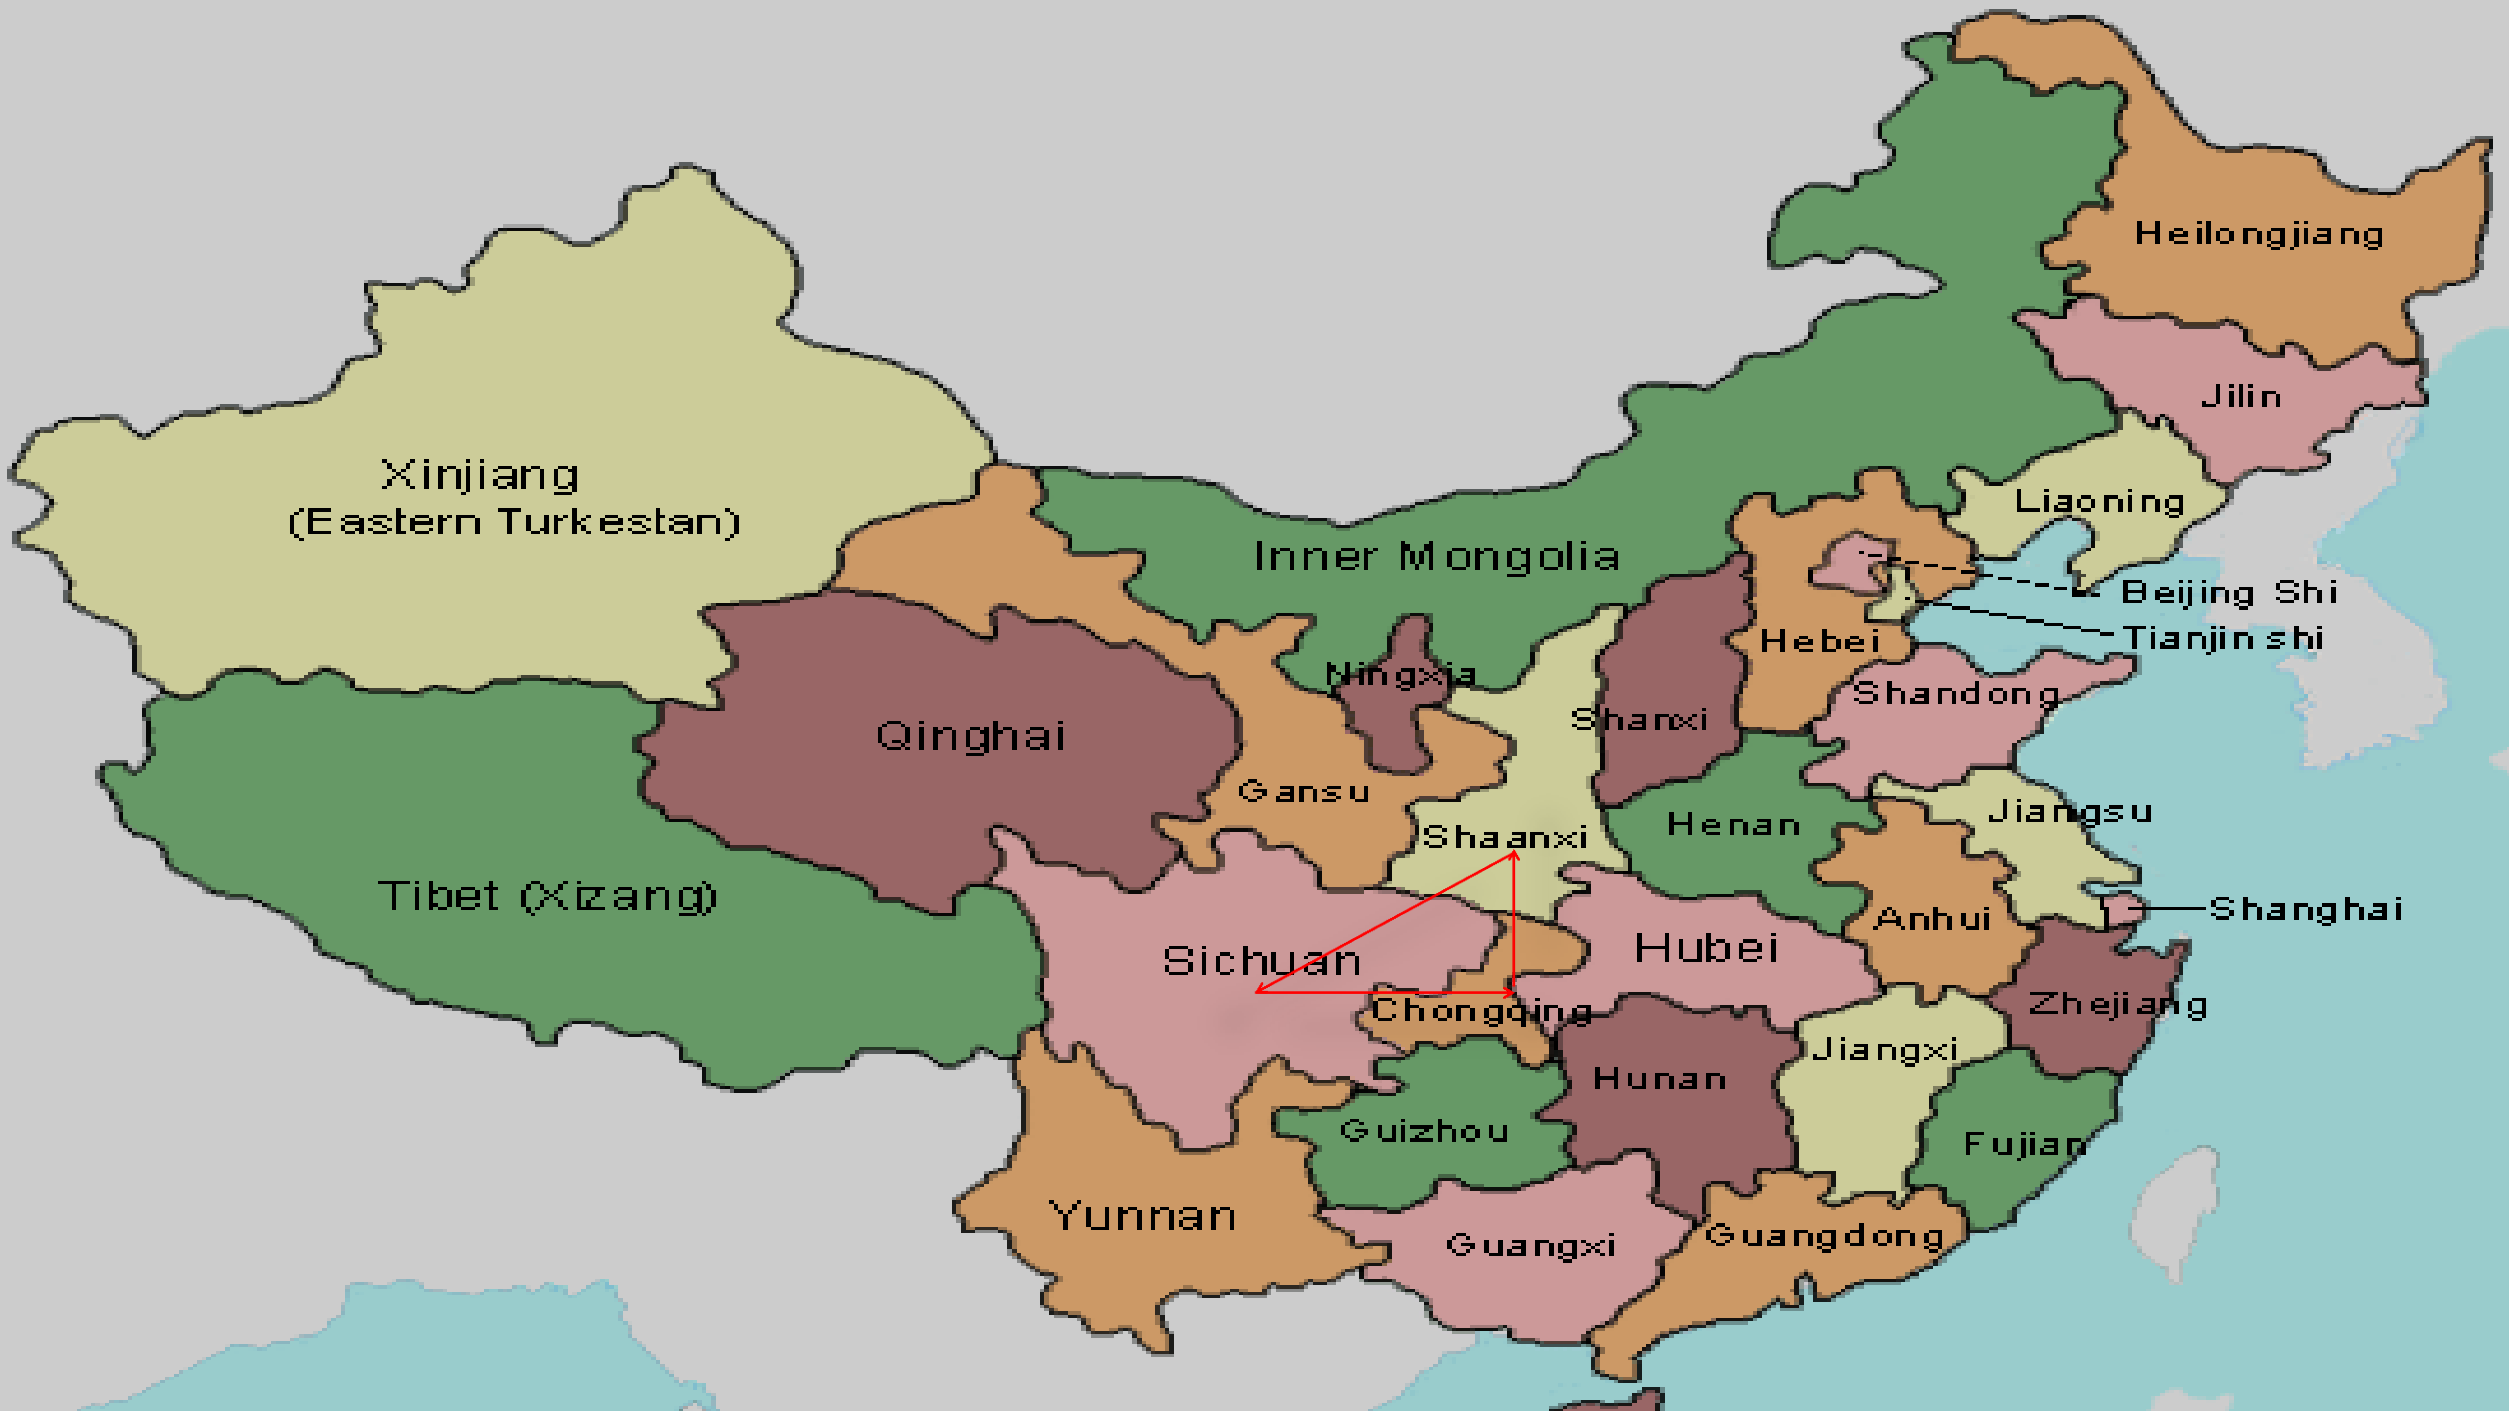 Heilongjiang
Jilin
Xinjiang
(Eastern Turkestan)
Liaoning
Inner Mongolia
Beijing Shi
Tianjin shi
Hebei
Ningxia
Shandong
Shanxi
Qinghai
Gansu
Jiangsu
Henan
Shaanxi
Tibet (Xizang)
Shanghai
Anhui
Hubei
Sichuan
Zhejiang
Chongqing
Jiangxi
Hunan
Guizhou
Fujian
Yunnan
Guangdong
Guangxi